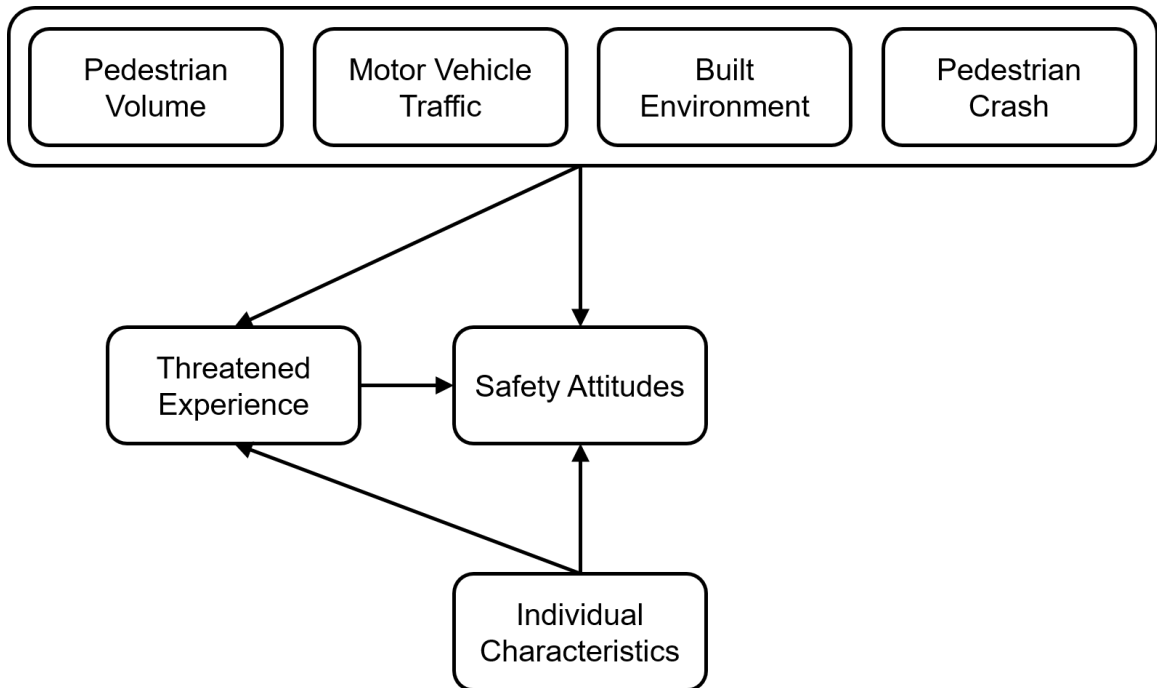 Pedestrian
Volume
Motor Vehicle
Traffic
Built
Environment
Pedestrian
Crash
Threatened
Experience
Safety Attitudes
Individual
Characteristics